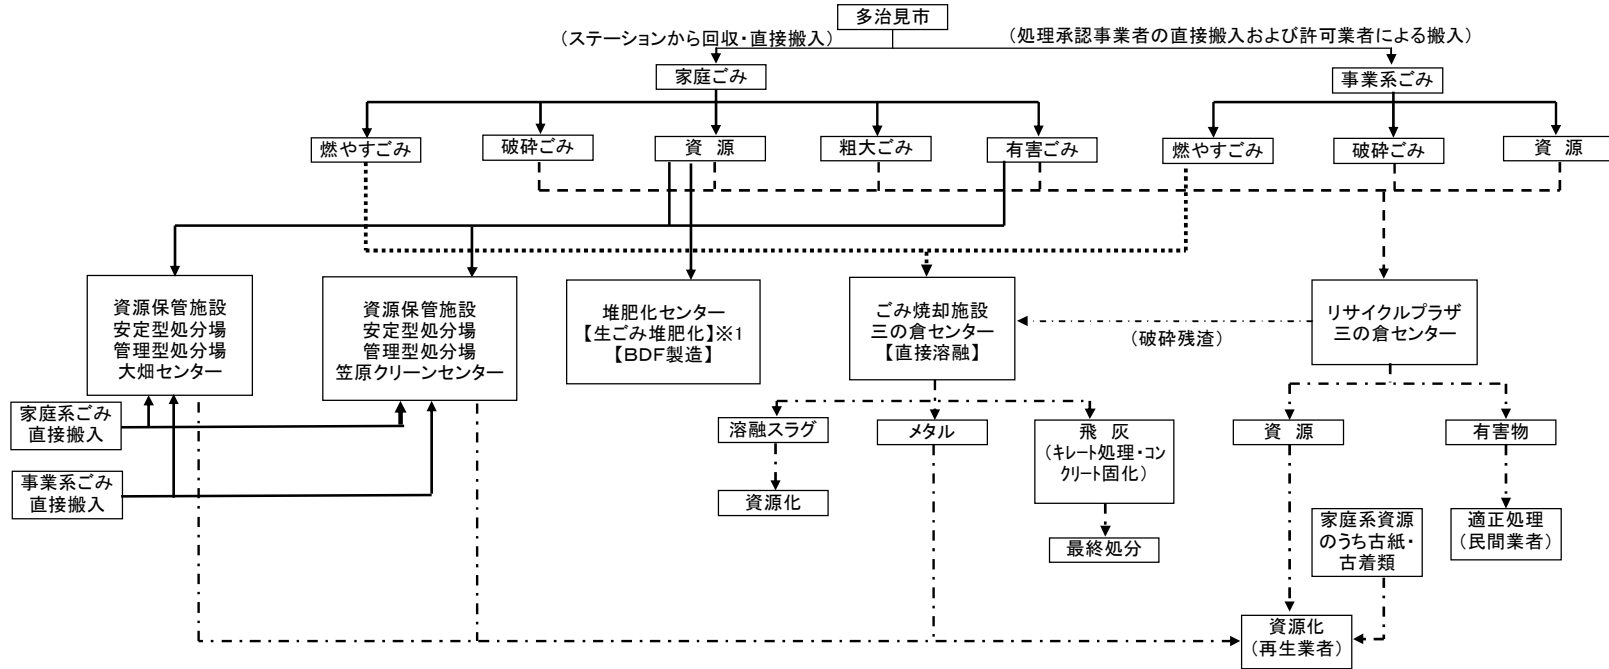 多治見市
（ステーションから回収・直接搬入）
（処理承認事業者の直接搬入および許可業者による搬入）
家庭ごみ
事業系ごみ
燃やすごみ
破砕ごみ
資　源
粗大ごみ
有害ごみ
燃やすごみ
破砕ごみ
資　源
資源保管施設
安定型処分場
管理型処分場
大畑センター
資源保管施設
安定型処分場
管理型処分場
笠原クリーンセンター
堆肥化センター
【生ごみ堆肥化】※1
【ＢＤＦ製造】
ごみ焼却施設
三の倉センター
【直接溶融】
（破砕残渣）
リサイクルプラザ
三の倉センター
家庭系ごみ
直接搬入
事業系ごみ
直接搬入
溶融スラグ
メタル
飛　灰
（キレート処理・コン
クリート固化）
資　源
有害物
資源化
最終処分
家庭系資源
のうち古紙・
古着類
適正処理
（民間業者）
資源化
（再生業者）